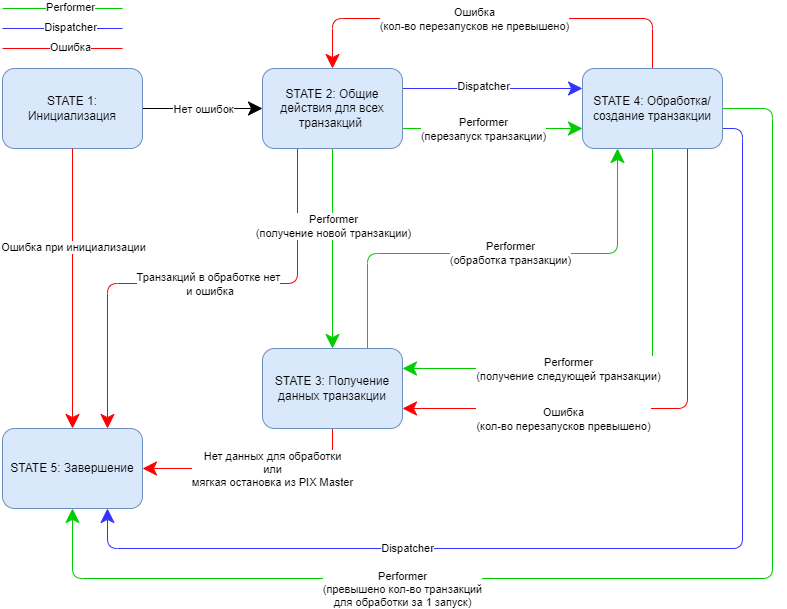 Performer
Dispatcher
Ошибка
Ошибка
(кол-во перезапусков не превышено)
STATE 1:
Инициализация
Нет ошибок
STATE 2: Общие
действия для всех
транзакций
Dispatcher
Performer
(перезапуск транзакции)
STATE 4: Обработка/
создание транзакции
Performer
(получение новой транзакции)
Ошибка при инициализации
Performer
(обработка транзакции)
Транзакций в обработке нет
и ошибка
STATE 3: Получение
данных транзакции
Performer
(получение следующей транзакции)
Ошибка
(кол-во перезапусков превышено)
STATE 5: Завершение
Нет данных для обработки
или
мягкая остановка из PIX Master
Dispatcher
Performer
(превышено кол-во транзакций
для обработки за 1 запуск)